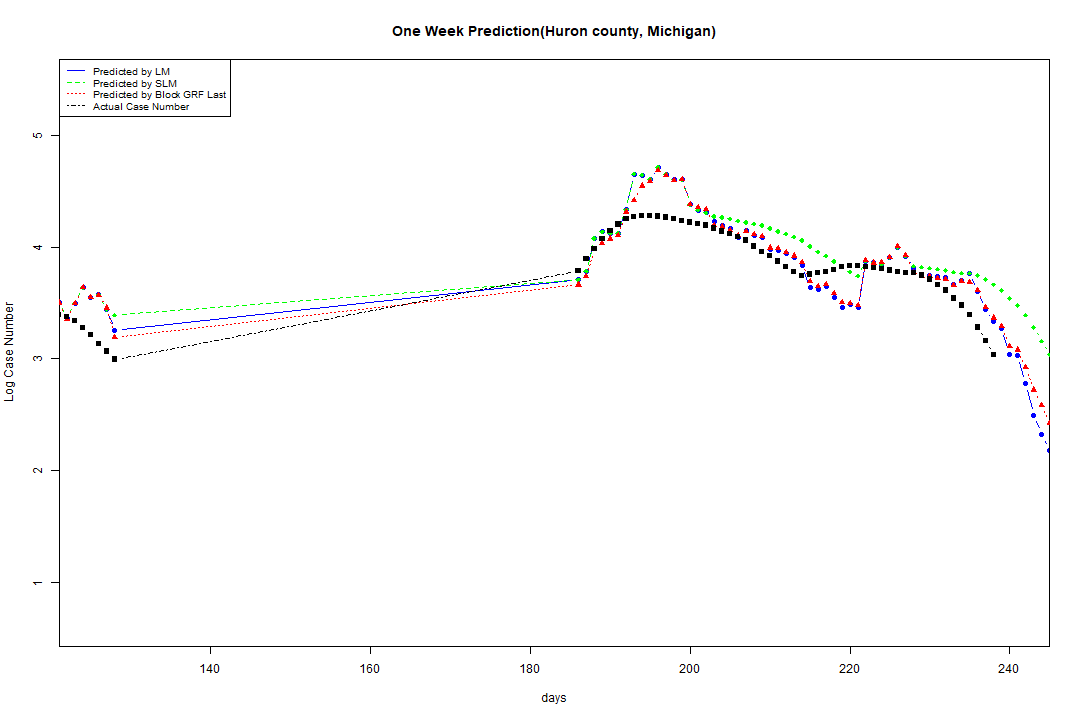 One Week Prediction(Huron county, Michigan)
Predicted by LM
Predicted by SLM
Predicted by Block GRF Last
Actual Case Number
5
4
3
2
1
Log Case Number
140 160 180 200 220 240
days